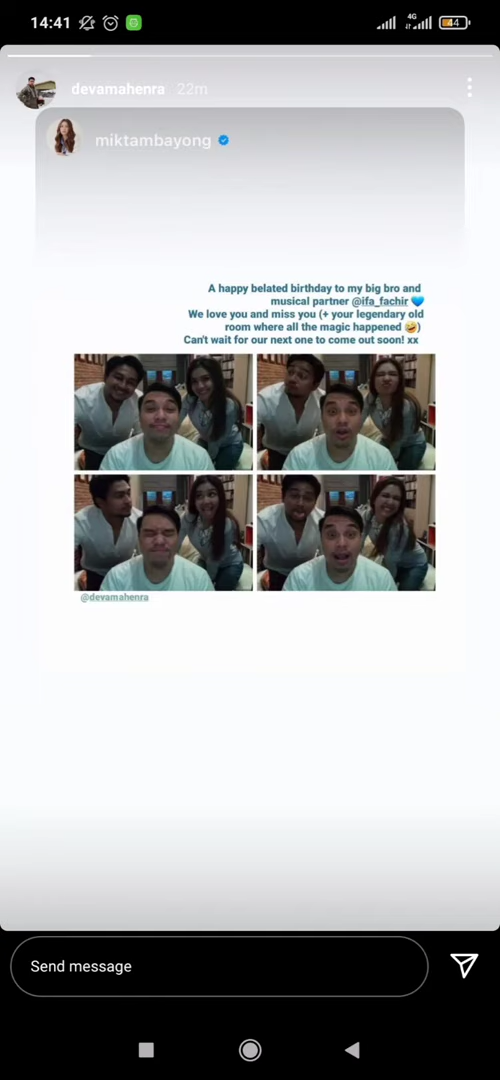 14:41
4G
44
devamahenra 22m
miktambayong
A happy belated birthday to my big bro and
musical partner @ifa_fachir 💙
We love you and miss you (+ your legendary old
room where all the magic happened 🤣)
Can't wait for our next one to come out soon! xx
@devamahenra
Send message